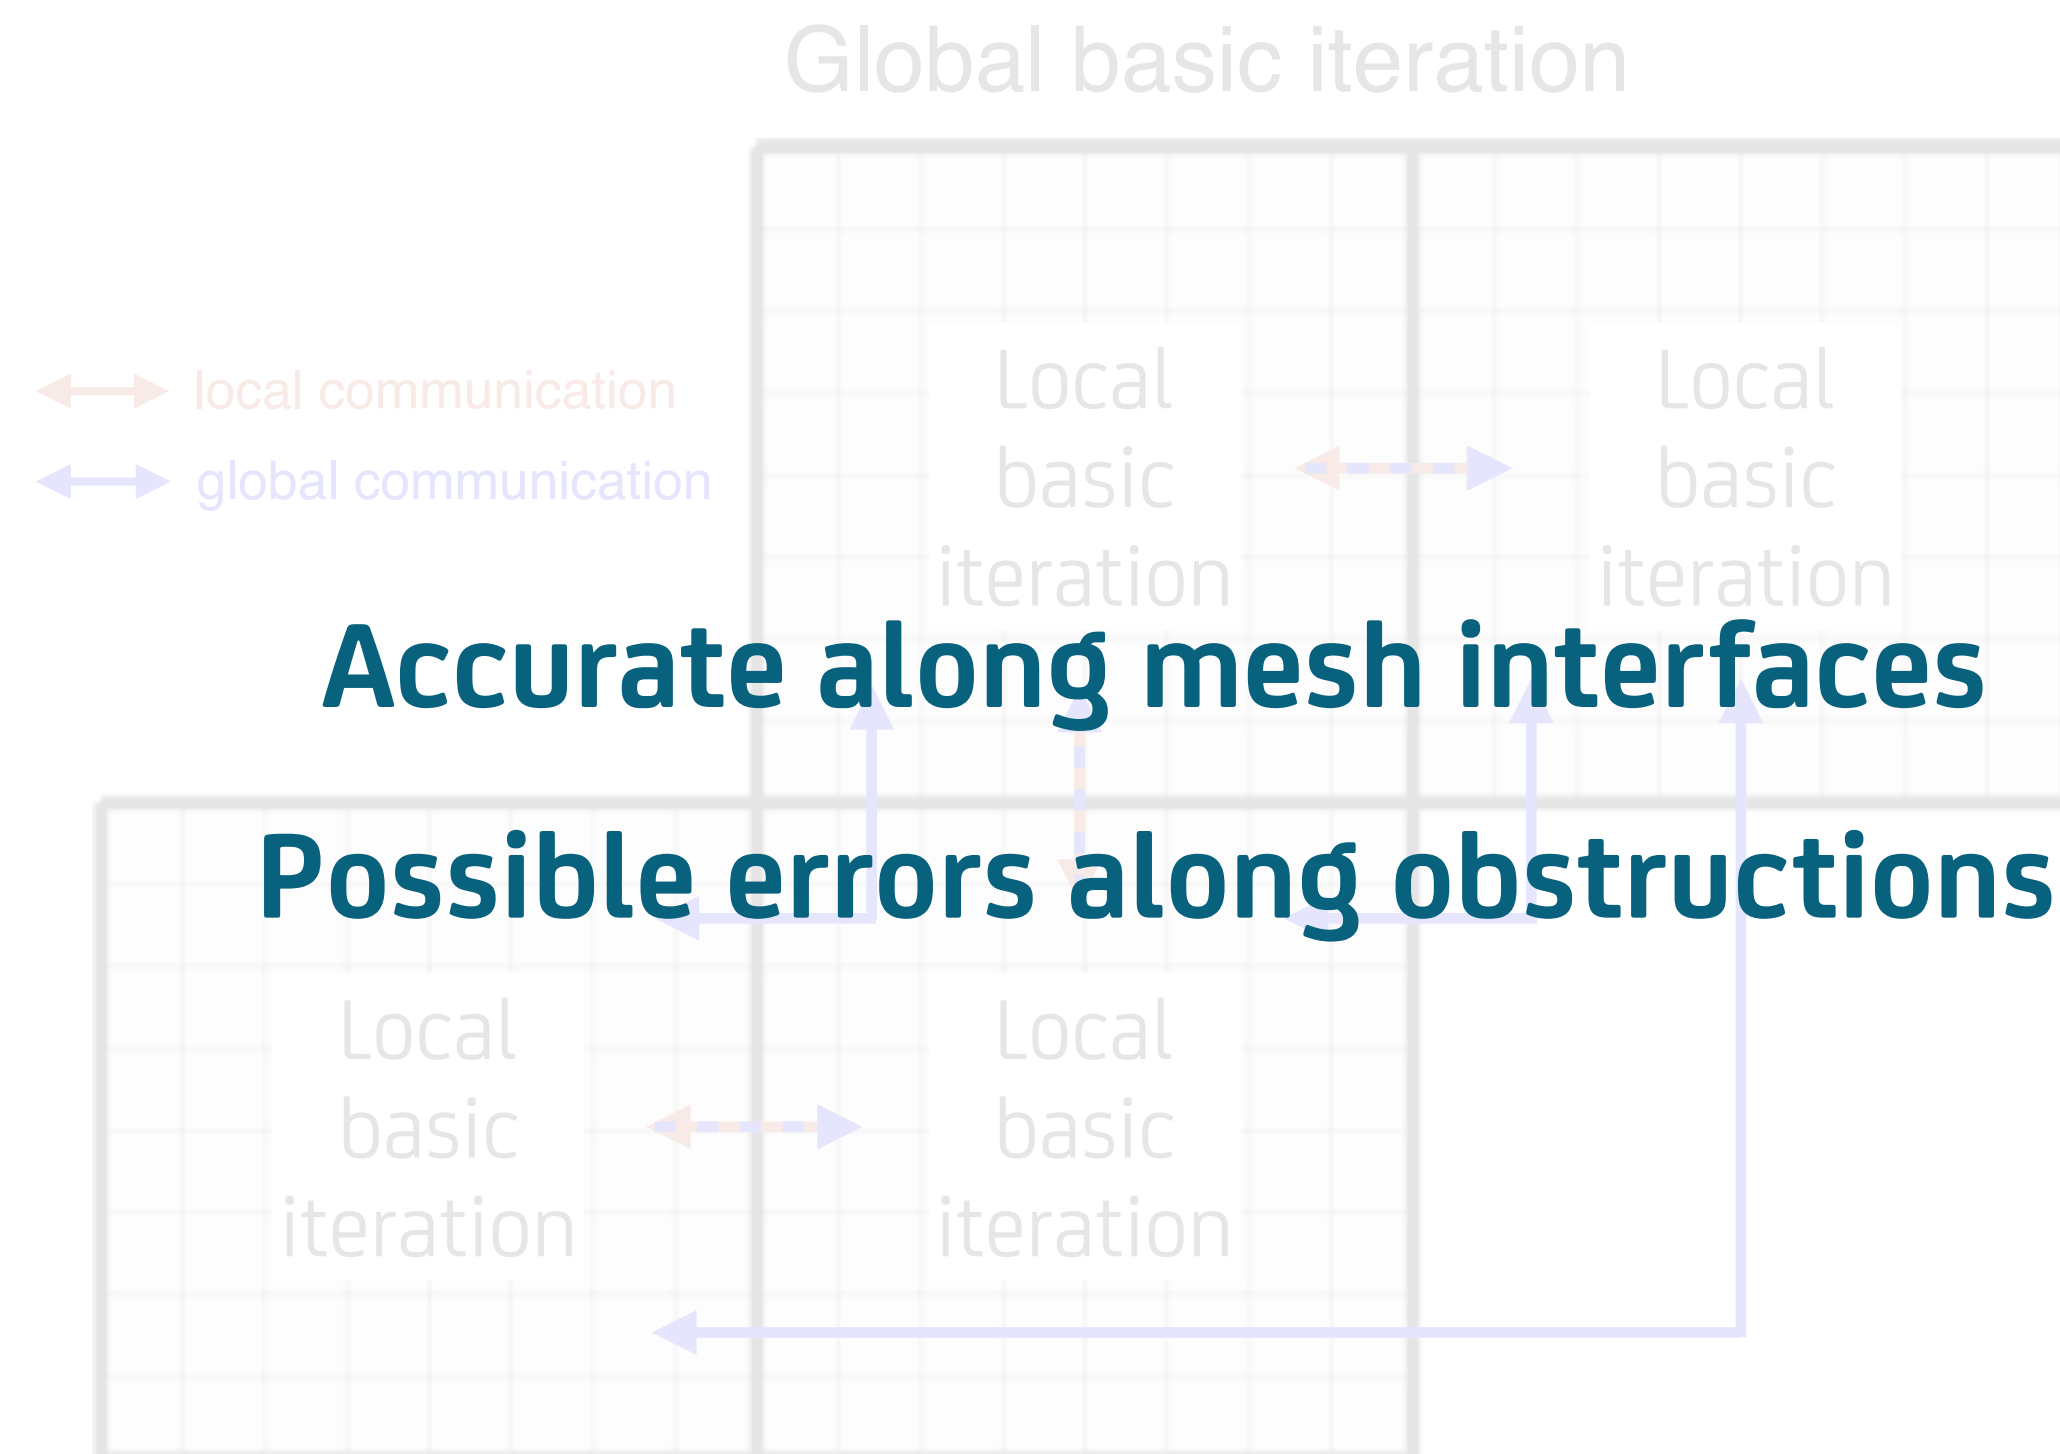 Global basic iteration
local communication
global communication
Local
basic
iteration
Local
basic
iteration
Accurate along mesh interfaces
Possible errors along obstructions
Local
basic
iteration
Local
basic
iteration